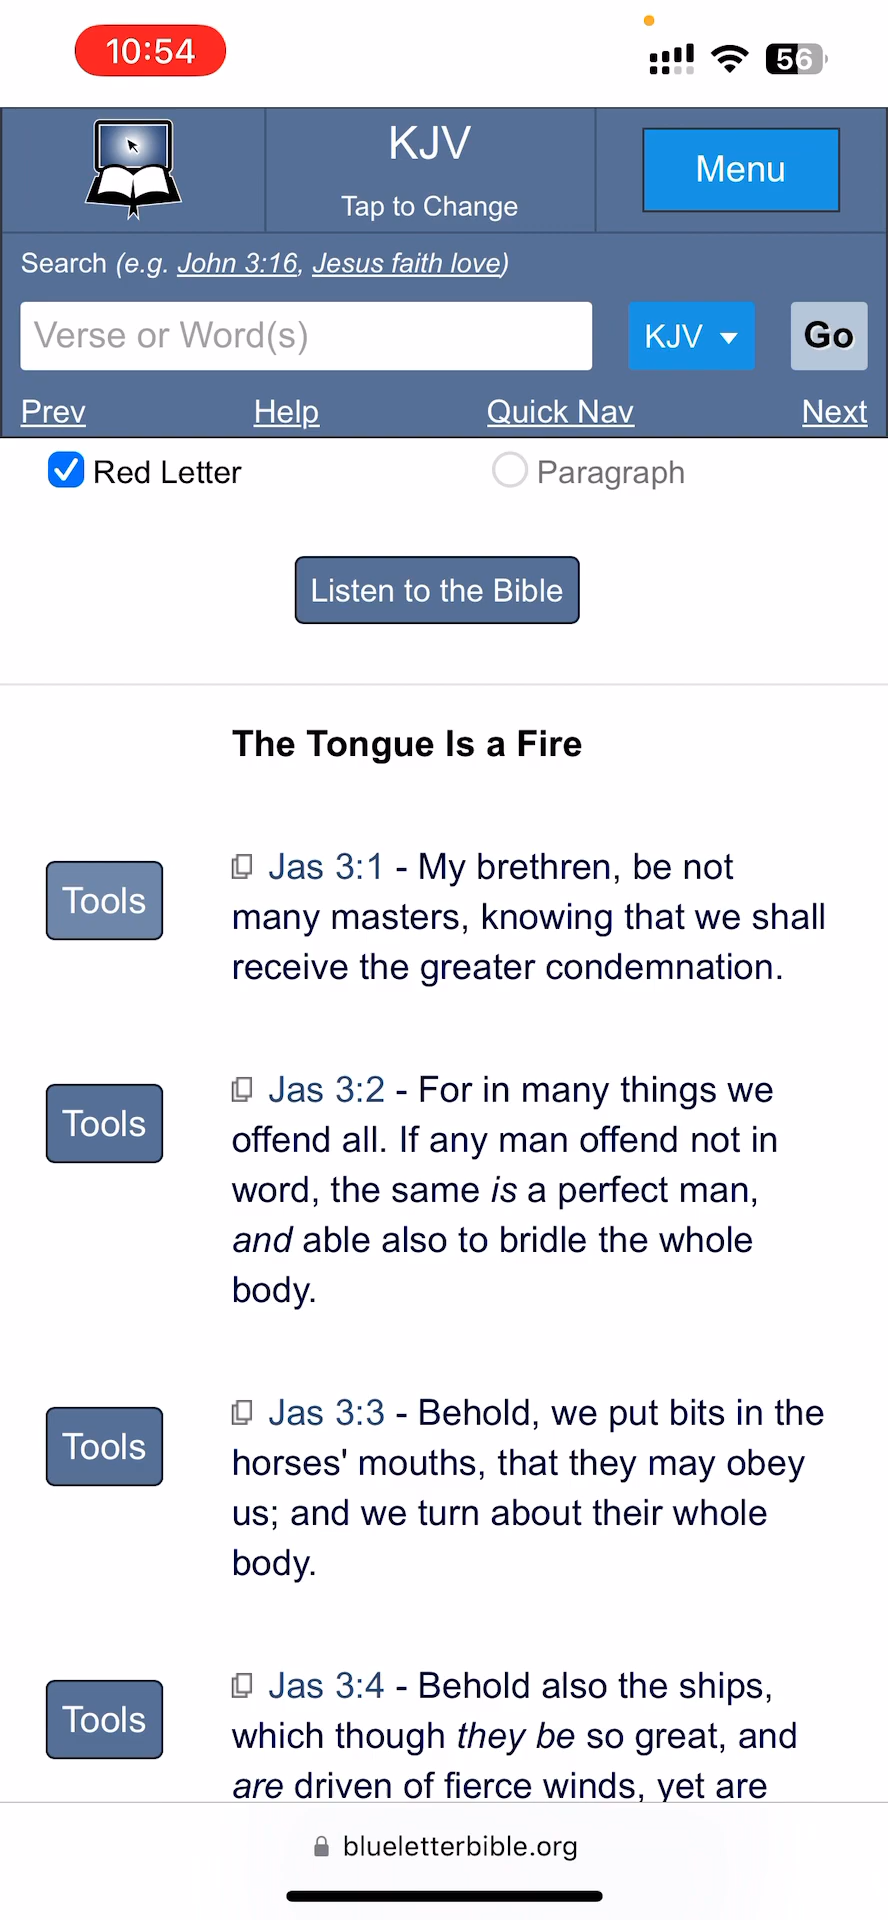 10:54
56
KJV
Tap to Change
Menu
Search (e.g. John 3:16, Jesus faith love)
Verse or Word(s)
KJV
Go
Prev
Help
Quick Nav
Next
Red Letter
Paragraph
Listen to the Bible
The Tongue Is a Fire
Tools
Jas 3:1 - My brethren, be not
many masters, knowing that we shall
receive the greater condemnation.
Tools
Jas 3:2 - For in many things we
offend all. If any man offend not in
word, the same is a perfect man,
and able also to bridle the whole
body.
Tools
Jas 3:3 - Behold, we put bits in the
horses' mouths, that they may obey
us; and we turn about their whole
body.
Tools
Jas 3:4 - Behold also the ships,
which though they be so great, and
are driven of fierce winds, yet are
blueletterbible.org